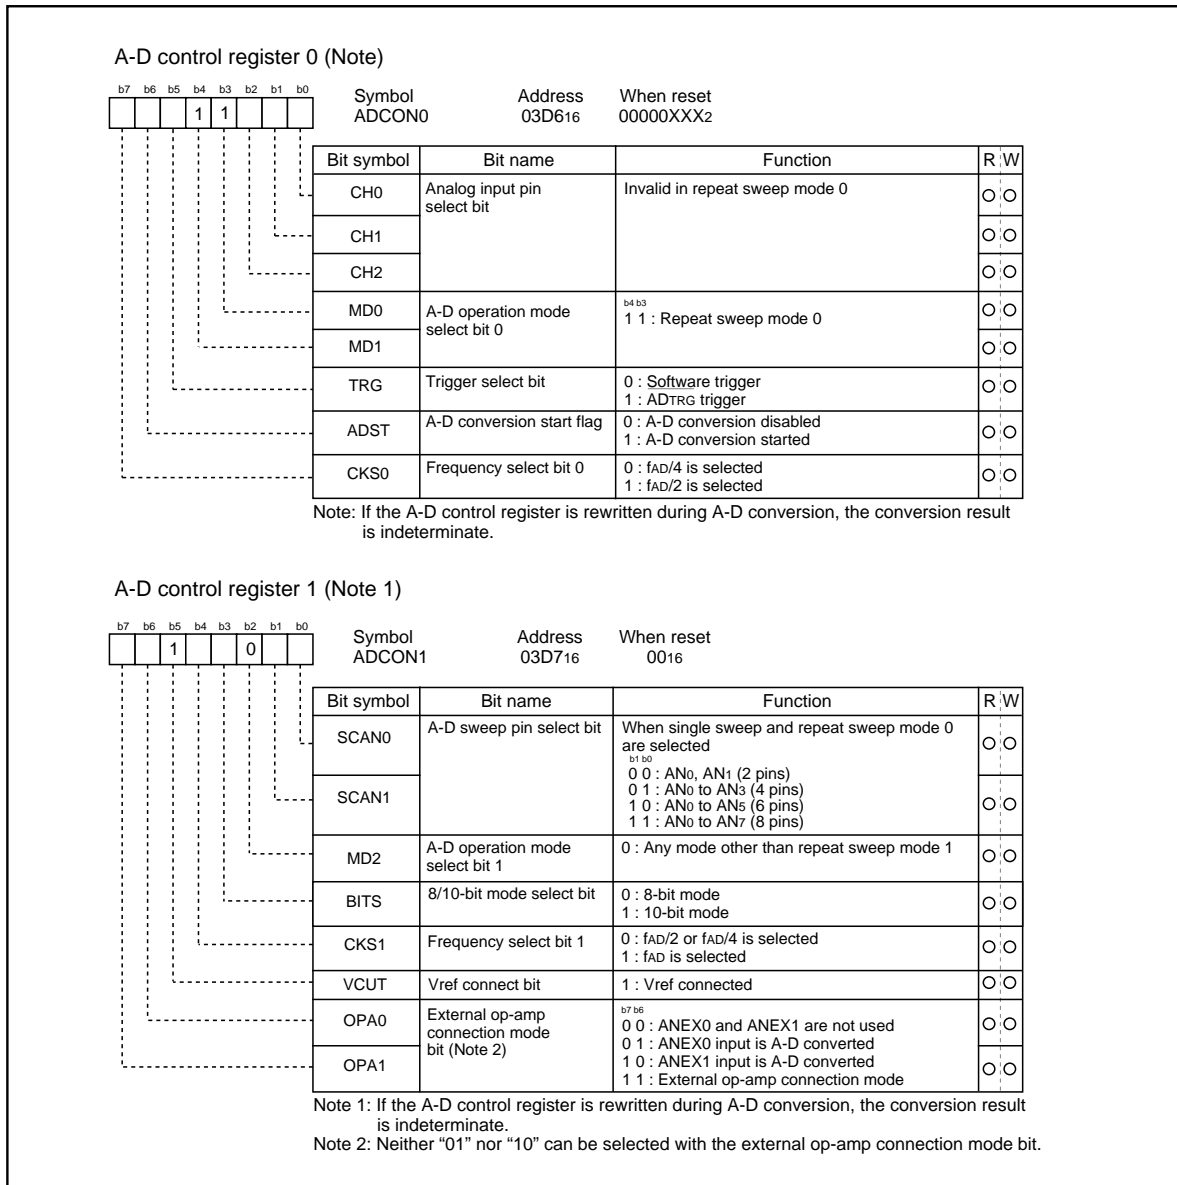 A-D control register 0 (Note)
b7 b6 b5 b4 b3 b2 b1 b0
1 1
Symbol Address When reset
ADCON0 03D616 00000XXX2
Bit symbol Bit name Function R W
CH0 Analog input pin select bit Invalid in repeat sweep mode 0
CH1
CH2
MD0 A-D operation mode select bit 0 b4 b3
1 1 : Repeat sweep mode 0
MD1
TRG Trigger select bit 0 : Software trigger
1 : ADTRG trigger
ADST A-D conversion start flag 0 : A-D conversion disabled
1 : A-D conversion started
CKS0 Frequency select bit 0 0 : fAD/4 is selected
1 : fAD/2 is selected
Note: If the A-D control register is rewritten during A-D conversion, the conversion result
is indeterminate.
A-D control register 1 (Note 1)
b7 b6 b5 b4 b3 b2 b1 b0
1 0
Symbol Address When reset
ADCON1 03D716 0016
Bit symbol Bit name Function R W
SCAN0 A-D sweep pin select bit When single sweep and repeat sweep mode 0
are selected
b1 b0
0 0 : AN0, AN1 (2 pins)
0 1 : AN0 to AN3 (4 pins)
SCAN1 1 0 : AN0 to AN5 (6 pins)
1 1 : AN0 to AN7 (8 pins)
MD2 A-D operation mode select bit 1 0 : Any mode other than repeat sweep mode 1
BITS 8/10-bit mode select bit 0 : 8-bit mode
1 : 10-bit mode
CKS1 Frequency select bit 1 0 : fAD/2 or fAD/4 is selected
1 : fAD is selected
VCUT Vref connect bit 1 : Vref connected
OPA0 External op-amp connection mode bit (Note 2) b7 b6
0 0 : ANEX0 and ANEX1 are not used
0 1 : ANEX0 input is A-D converted
OPA1 1 0 : ANEX1 input is A-D converted
1 1 : External op-amp connection mode
Note 1: If the A-D control register is rewritten during A-D conversion, the conversion result
is indeterminate.
Note 2: Neither “01” nor “10” can be selected with the external op-amp connection mode bit.